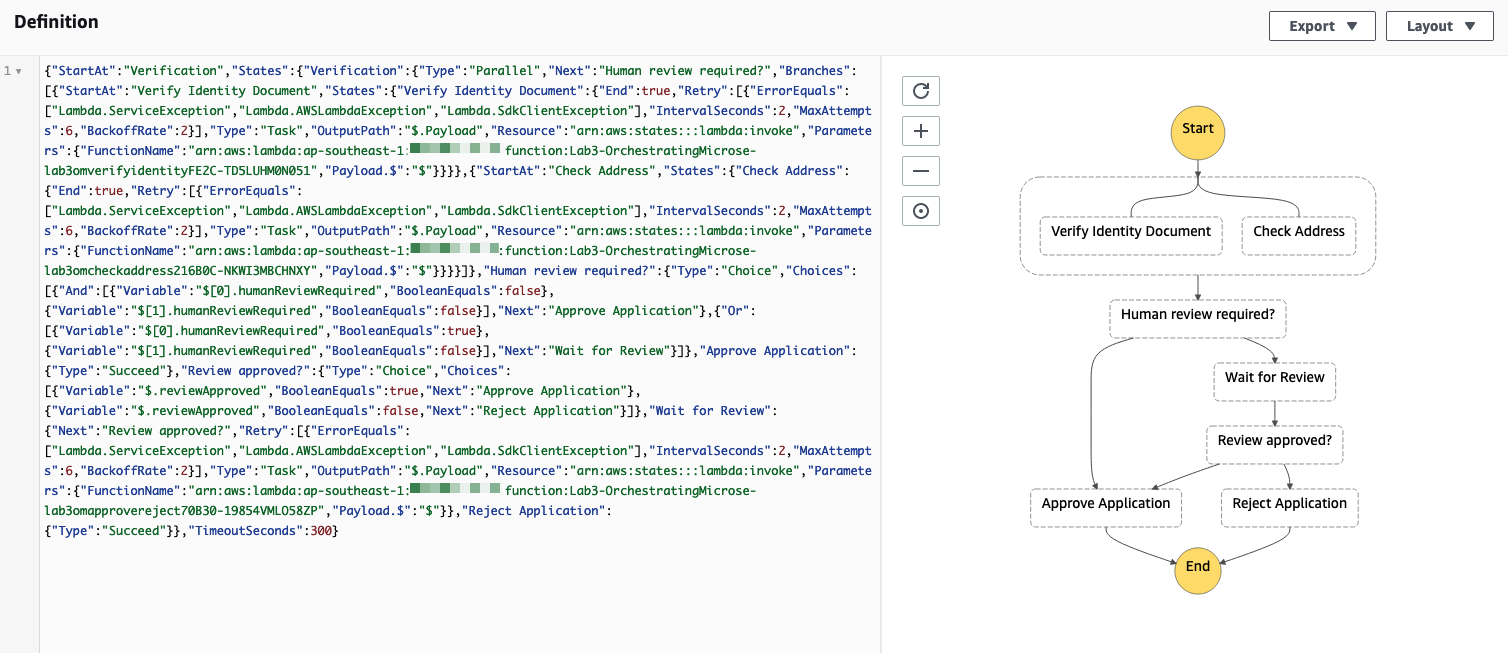 Definition
Export ▼
Layout ▼
1 ▾
{"StartAt":"Verification","States":{"Verification":{"Type":"Parallel","Next":"Human review required?","Branches":
[{"StartAt":"Verify Identity Document","States":{"Verify Identity Document":{"End":true,"Retry":[{"ErrorEquals":
["Lambda.ServiceException","Lambda.AWSLambdaException","Lambda.SdkClientException"],"IntervalSeconds":2,"MaxAttempt
s":6,"BackoffRate":2}],"Type":"Task","OutputPath":"$.Payload","Resource":"arn:aws:states:::lambda:invoke","Paramete
rs":{"FunctionName":"arn:aws:lambda:ap-southeast-1: function:Lab3-OrchestratingMicrose-
lab3omverifyidentityFE2C-TD5LUHM0N051","Payload.$":"$"}}}},{"StartAt":"Check Address","States":{"Check Address":
{"End":true,"Retry":[{"ErrorEquals":
["Lambda.ServiceException","Lambda.AWSLambdaException","Lambda.SdkClientException"],"IntervalSeconds":2,"MaxAttempt
s":6,"BackoffRate":2}],"Type":"Task","OutputPath":"$.Payload","Resource":"arn:aws:states:::lambda:invoke","Paramete
rs":{"FunctionName":"arn:aws:lambda:ap-southeast-1: :function:Lab3-OrchestratingMicrose-
lab3omcheckaddress216B0C-NKWI3MBCHNXY","Payload.$":"$"}}}}]},"Human review required?":{"Type":"Choice","Choices":
[{"And":[{"Variable":"$[0].humanReviewRequired","BooleanEquals":false},
{"Variable":"$[1].humanReviewRequired","BooleanEquals":false}],"Next":"Approve Application"},{"Or":
[{"Variable":"$[0].humanReviewRequired","BooleanEquals":true},
{"Variable":"$[1].humanReviewRequired","BooleanEquals":false}],"Next":"Wait for Review"}]},"Approve Application":
{"Type":"Succeed"},"Review approved?":{"Type":"Choice","Choices":
[{"Variable":"$.reviewApproved","BooleanEquals":true,"Next":"Approve Application"},
{"Variable":"$.reviewApproved","BooleanEquals":false,"Next":"Reject Application"}]},"Wait for Review":
{"Next":"Review approved?","Retry":[{"ErrorEquals":
["Lambda.ServiceException","Lambda.AWSLambdaException","Lambda.SdkClientException"],"IntervalSeconds":2,"MaxAttempt
s":6,"BackoffRate":2}],"Type":"Task","OutputPath":"$.Payload","Resource":"arn:aws:states:::lambda:invoke","Paramete
rs":{"FunctionName":"arn:aws:lambda:ap-southeast-1: function:Lab3-OrchestratingMicrose-
lab3omapprovereject70B30-19854VMLO58ZP","Payload.$":"$"}},"Reject Application":
{"Type":"Succeed"}},"TimeoutSeconds":300}
Start
Verify Identity Document
Check Address
Human review required?
Wait for Review
Review approved?
Approve Application
Reject Application
End